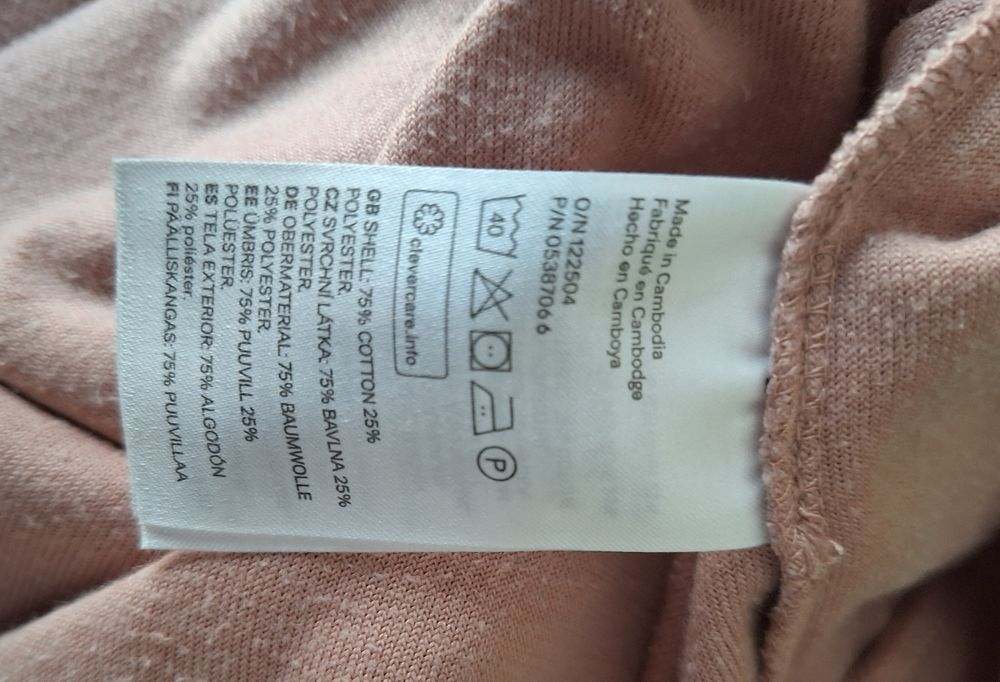 Made in Cambodia
Fabriqué en Cambodge
Hecho en Camboya
O/N 122504
P/N 0538706 6
40
P
clevercare.info
GB SHELL: 75% COTTON 25%
POLYESTER.
CZ SVRCHNÍ LÁTKA: 75% BAVLNA 25%
POLYESTER.
DE OBERMATERIAL: 75% BAUMWOLLE
25% POLYESTER.
EE ÜMBRIS: 75% PUUVILL 25%
POLÜESTER.
ES TELA EXTERIOR: 75% ALGODÓN
25% poliéster.
FI PÄÄLLISKANGAS: 75% PUUVILLAA